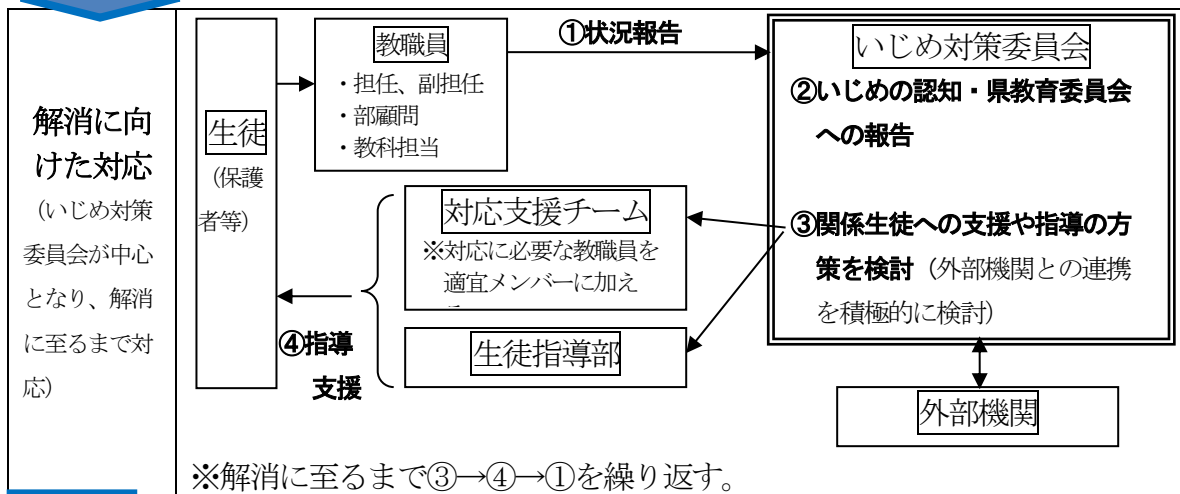 解消に向
けた対応
（いじめ対策
委員会が中心
となり、解消
に至るまで対
応）
生徒
（保護
者等）
教職員
・担任、副担任
・部顧問
・教科担当
①状況報告
いじめ対策委員会
②いじめの認知・県教育委員会
への報告
③関係生徒への支援や指導の方
策を検討（外部機関との連携
を積極的に検討）
対応支援チーム
※対応に必要な教職員を
適宜メンバーに加え
生徒指導部
④指導
支援
外部機関
※解消に至るまで③→④→①を繰り返す。